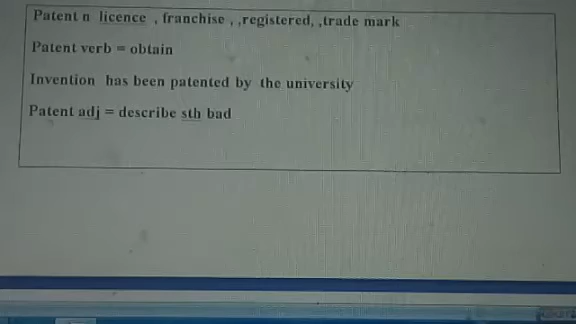 Patent n licence , franchise , ,registered, ,trade mark
Patent verb = obtain
Invention has been patented by the university
Patent adj = describe sth bad